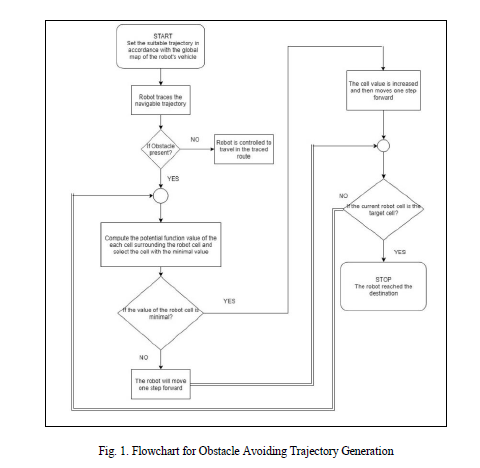 START
Set the suitable trajectory in
accordance with the global
map of the robot's vehicle
Robot traces the
navigable trajectory
If Obstacle
present?
NO
Robot is controlled to
travel in the traced
route
YES
Compute the potential function value of the
each cell surrounding the robot cell and
select the cell with the minimal value
If the value of the robot cell is
minimal?
YES
NO
The robot will move
one step forward
The cell value is increased
and then moves one step
forward
NO
If the current robot cell is the
target cell?
YES
STOP
The robot reached the
destination
Fig. 1. Flowchart for Obstacle Avoiding Trajectory Generation